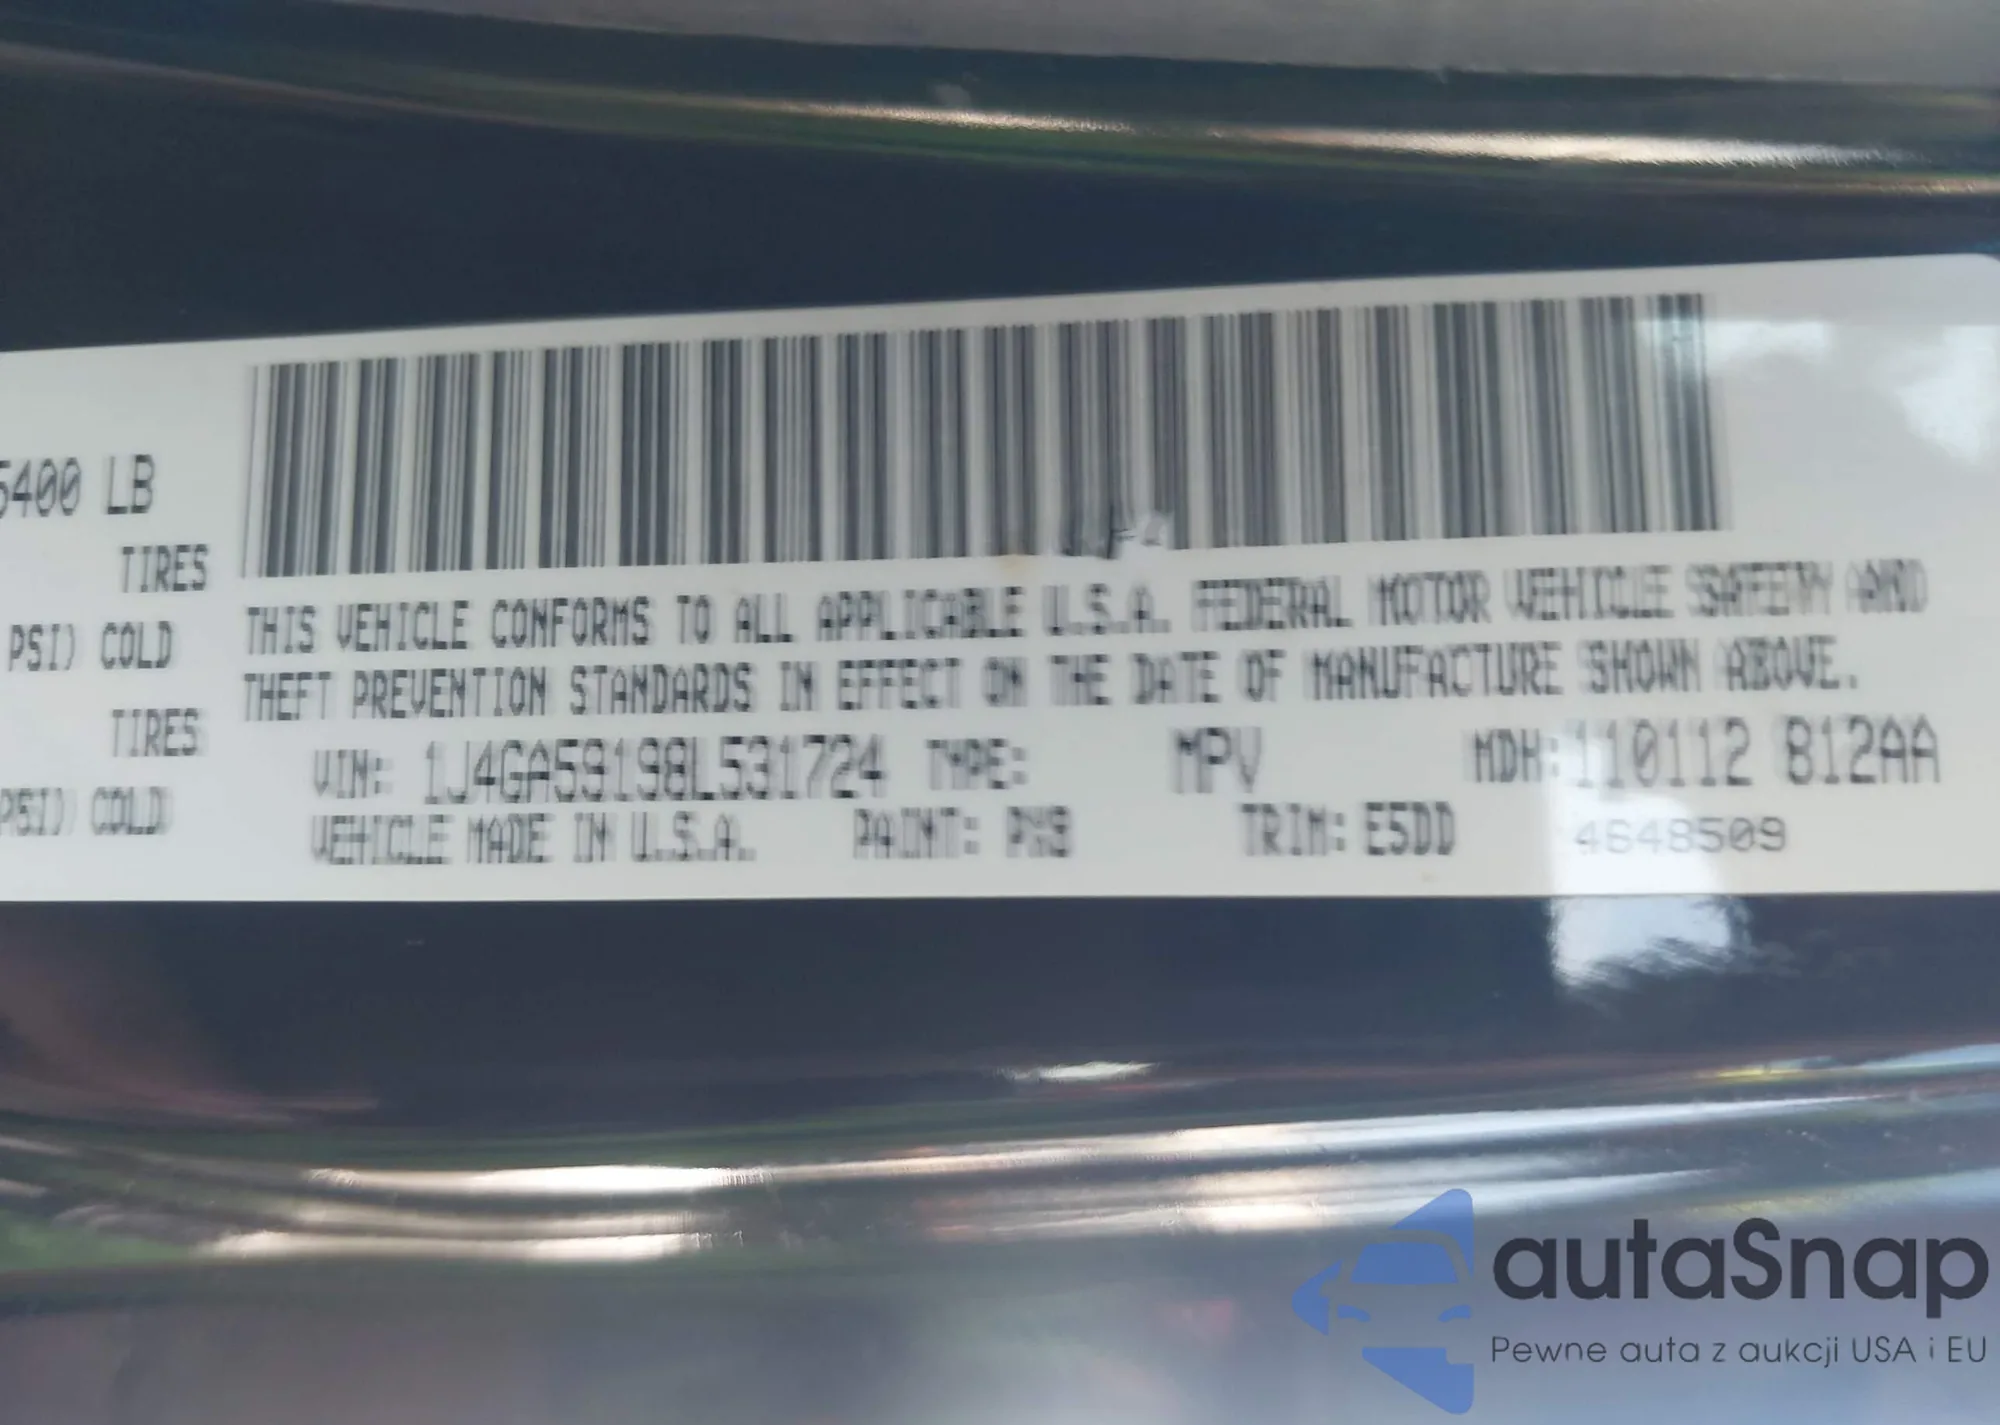 5400 LB
TIRES
PSI) COLD
TIRES
PSI) COLD
THIS VEHICLE CONFORMS TO ALL APPLICABLE U.S.A. FEDERAL MOTOR VEHICLE SAFETY AND
THEFT PREVENTION STANDARDS IN EFFECT ON THE DATE OF MANUFACTURE SHOWN ABOVE.
VIN: 1J4GA59198L531724 TYPE: MPV MDH: 110112 812AA
VEHICLE MADE IN U.S.A. PAINT: PX8 TRIM: E5DD 4648509
autaSnap
Pewne auta z aukcji USA i EU